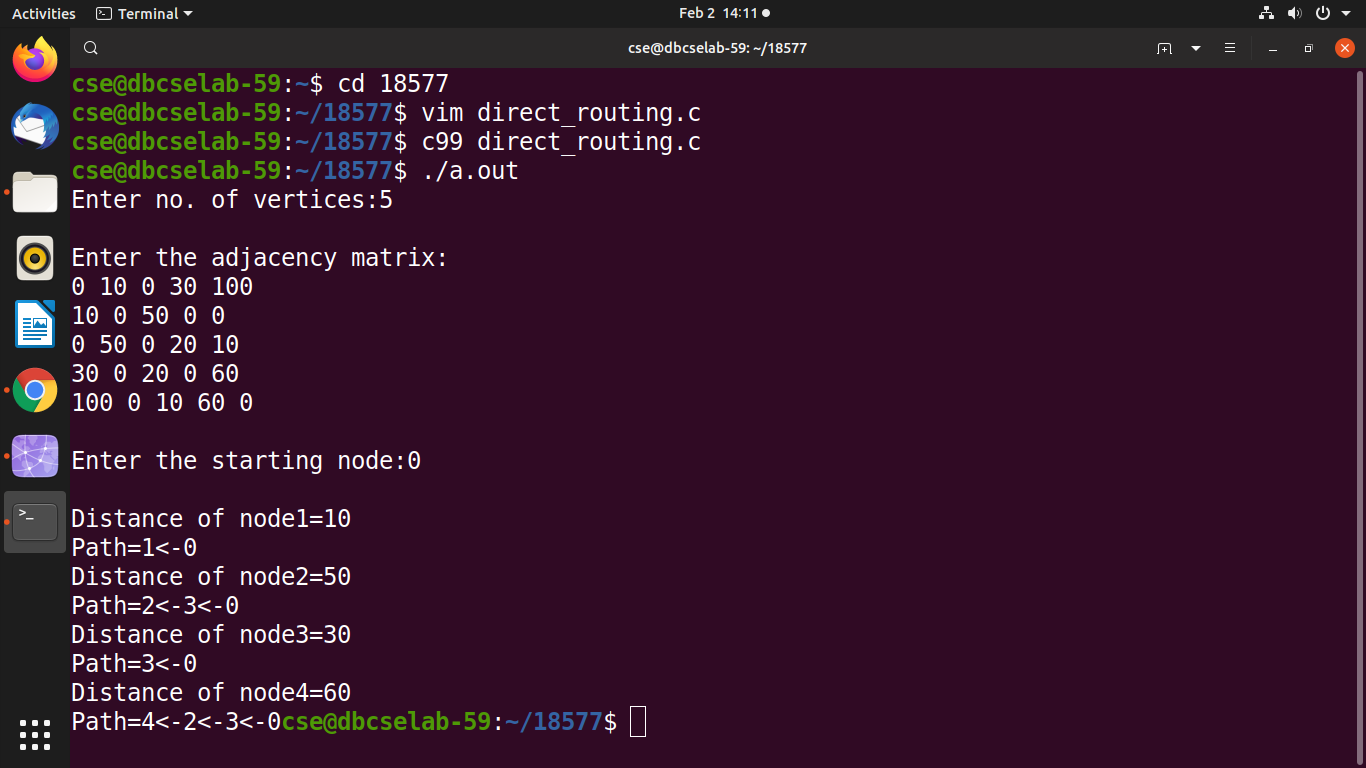 Activities Terminal Feb 2 14:11
cse@dbcselab-59: ~/18577
cse@dbcselab-59:~$ cd 18577
cse@dbcselab-59:~/18577$ vim direct_routing.c
cse@dbcselab-59:~/18577$ c99 direct_routing.c
cse@dbcselab-59:~/18577$ ./a.out
Enter no. of vertices:5
Enter the adjacency matrix:
0 10 0 30 100
10 0 50 0 0
0 50 0 20 10
30 0 20 0 60
100 0 10 60 0
Enter the starting node:0
Distance of node1=10
Path=1<-0
Distance of node2=50
Path=2<-3<-0
Distance of node3=30
Path=3<-0
Distance of node4=60
Path=4<-2<-3<-0cse@dbcselab-59:~/18577$